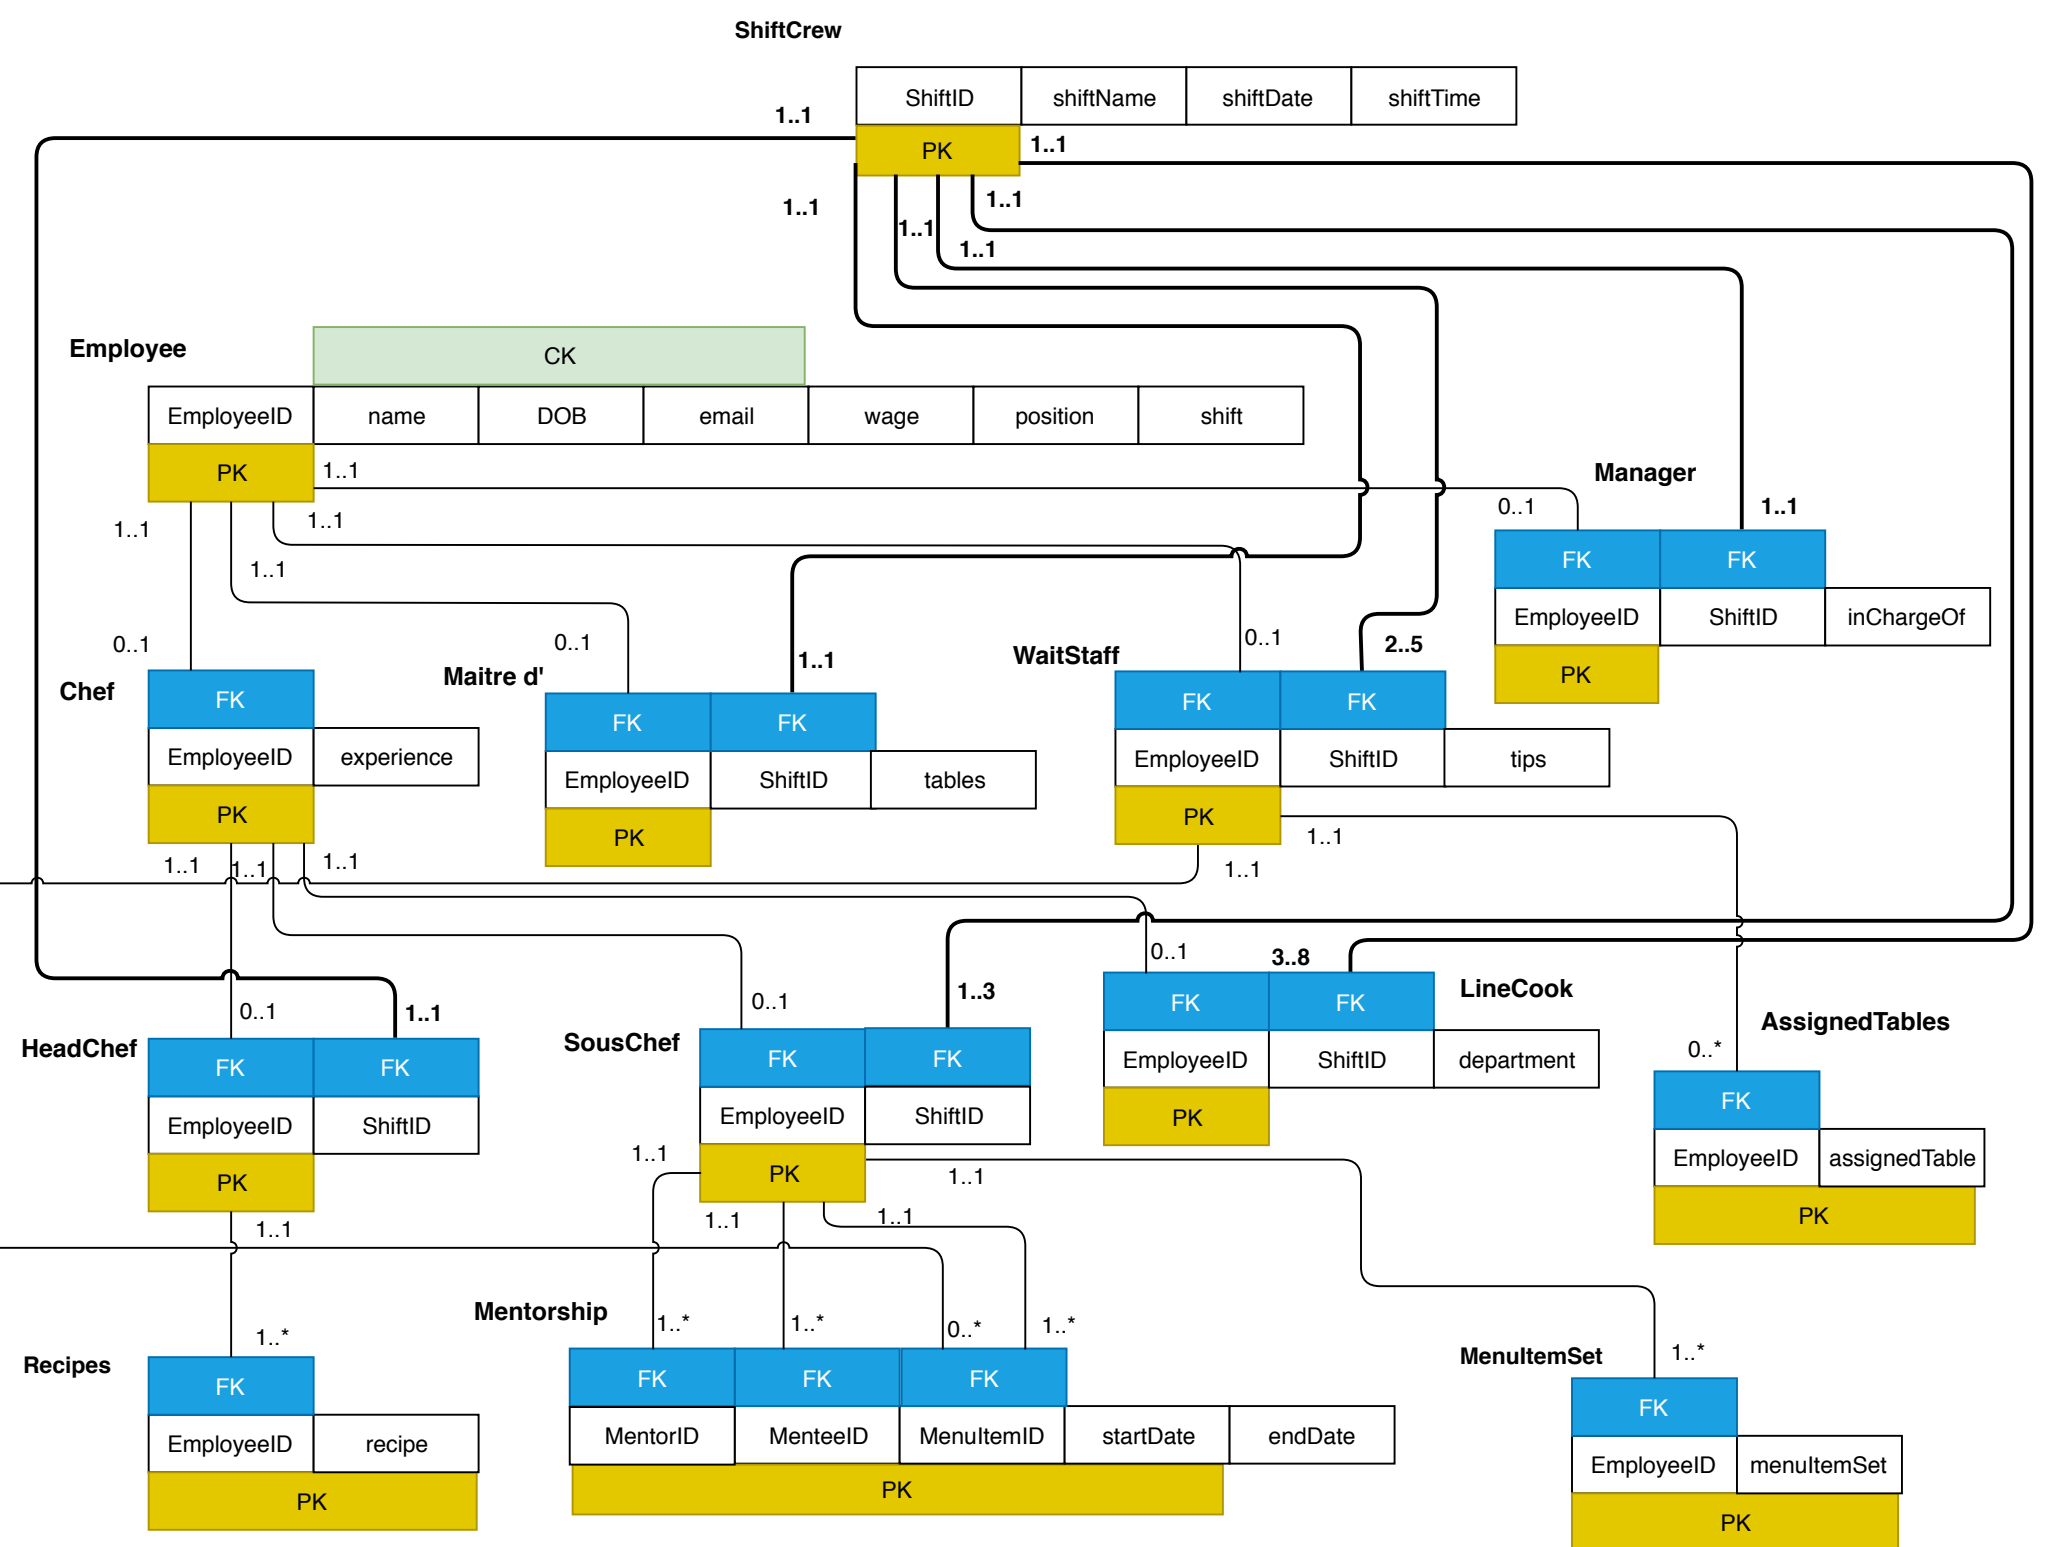 ShiftCrew
ShiftID shiftName shiftDate shiftTime
1..1
PK 1..1
1..1 1..1
1..1
1..1
Employee CK
EmployeeID name DOB email wage position shift
PK 1..1 Manager
1..1 1..1 0..1 1..1
1..1
FK FK
EmployeeID ShiftID inChargeOf
PK
0..1 0..1 1..1 WaitStaff 0..1 2..5
Chef Maitre d'
FK FK FK FK FK
EmployeeID experience EmployeeID ShiftID tables EmployeeID ShiftID tips
PK PK PK
1..1 1..1 1..1 1..1 1..1
0..1 3..8
0..1 1..1 0..1 1..3 FK FK LineCook
HeadChef SousChef AssignedTables
FK FK FK FK EmployeeID ShiftID department 0..*
EmployeeID ShiftID EmployeeID ShiftID PK FK
PK 1..1 PK 1..1 EmployeeID assignedTable
1..1 1..1 1..1 PK
Mentorship
1..* 1..* 1..* 0..* 1..* 1..*
Recipes MenuItemSet
FK FK FK FK FK
EmployeeID recipe MentorID MenteeID MenuItemID startDate endDate EmployeeID menuItemSet
PK PK PK